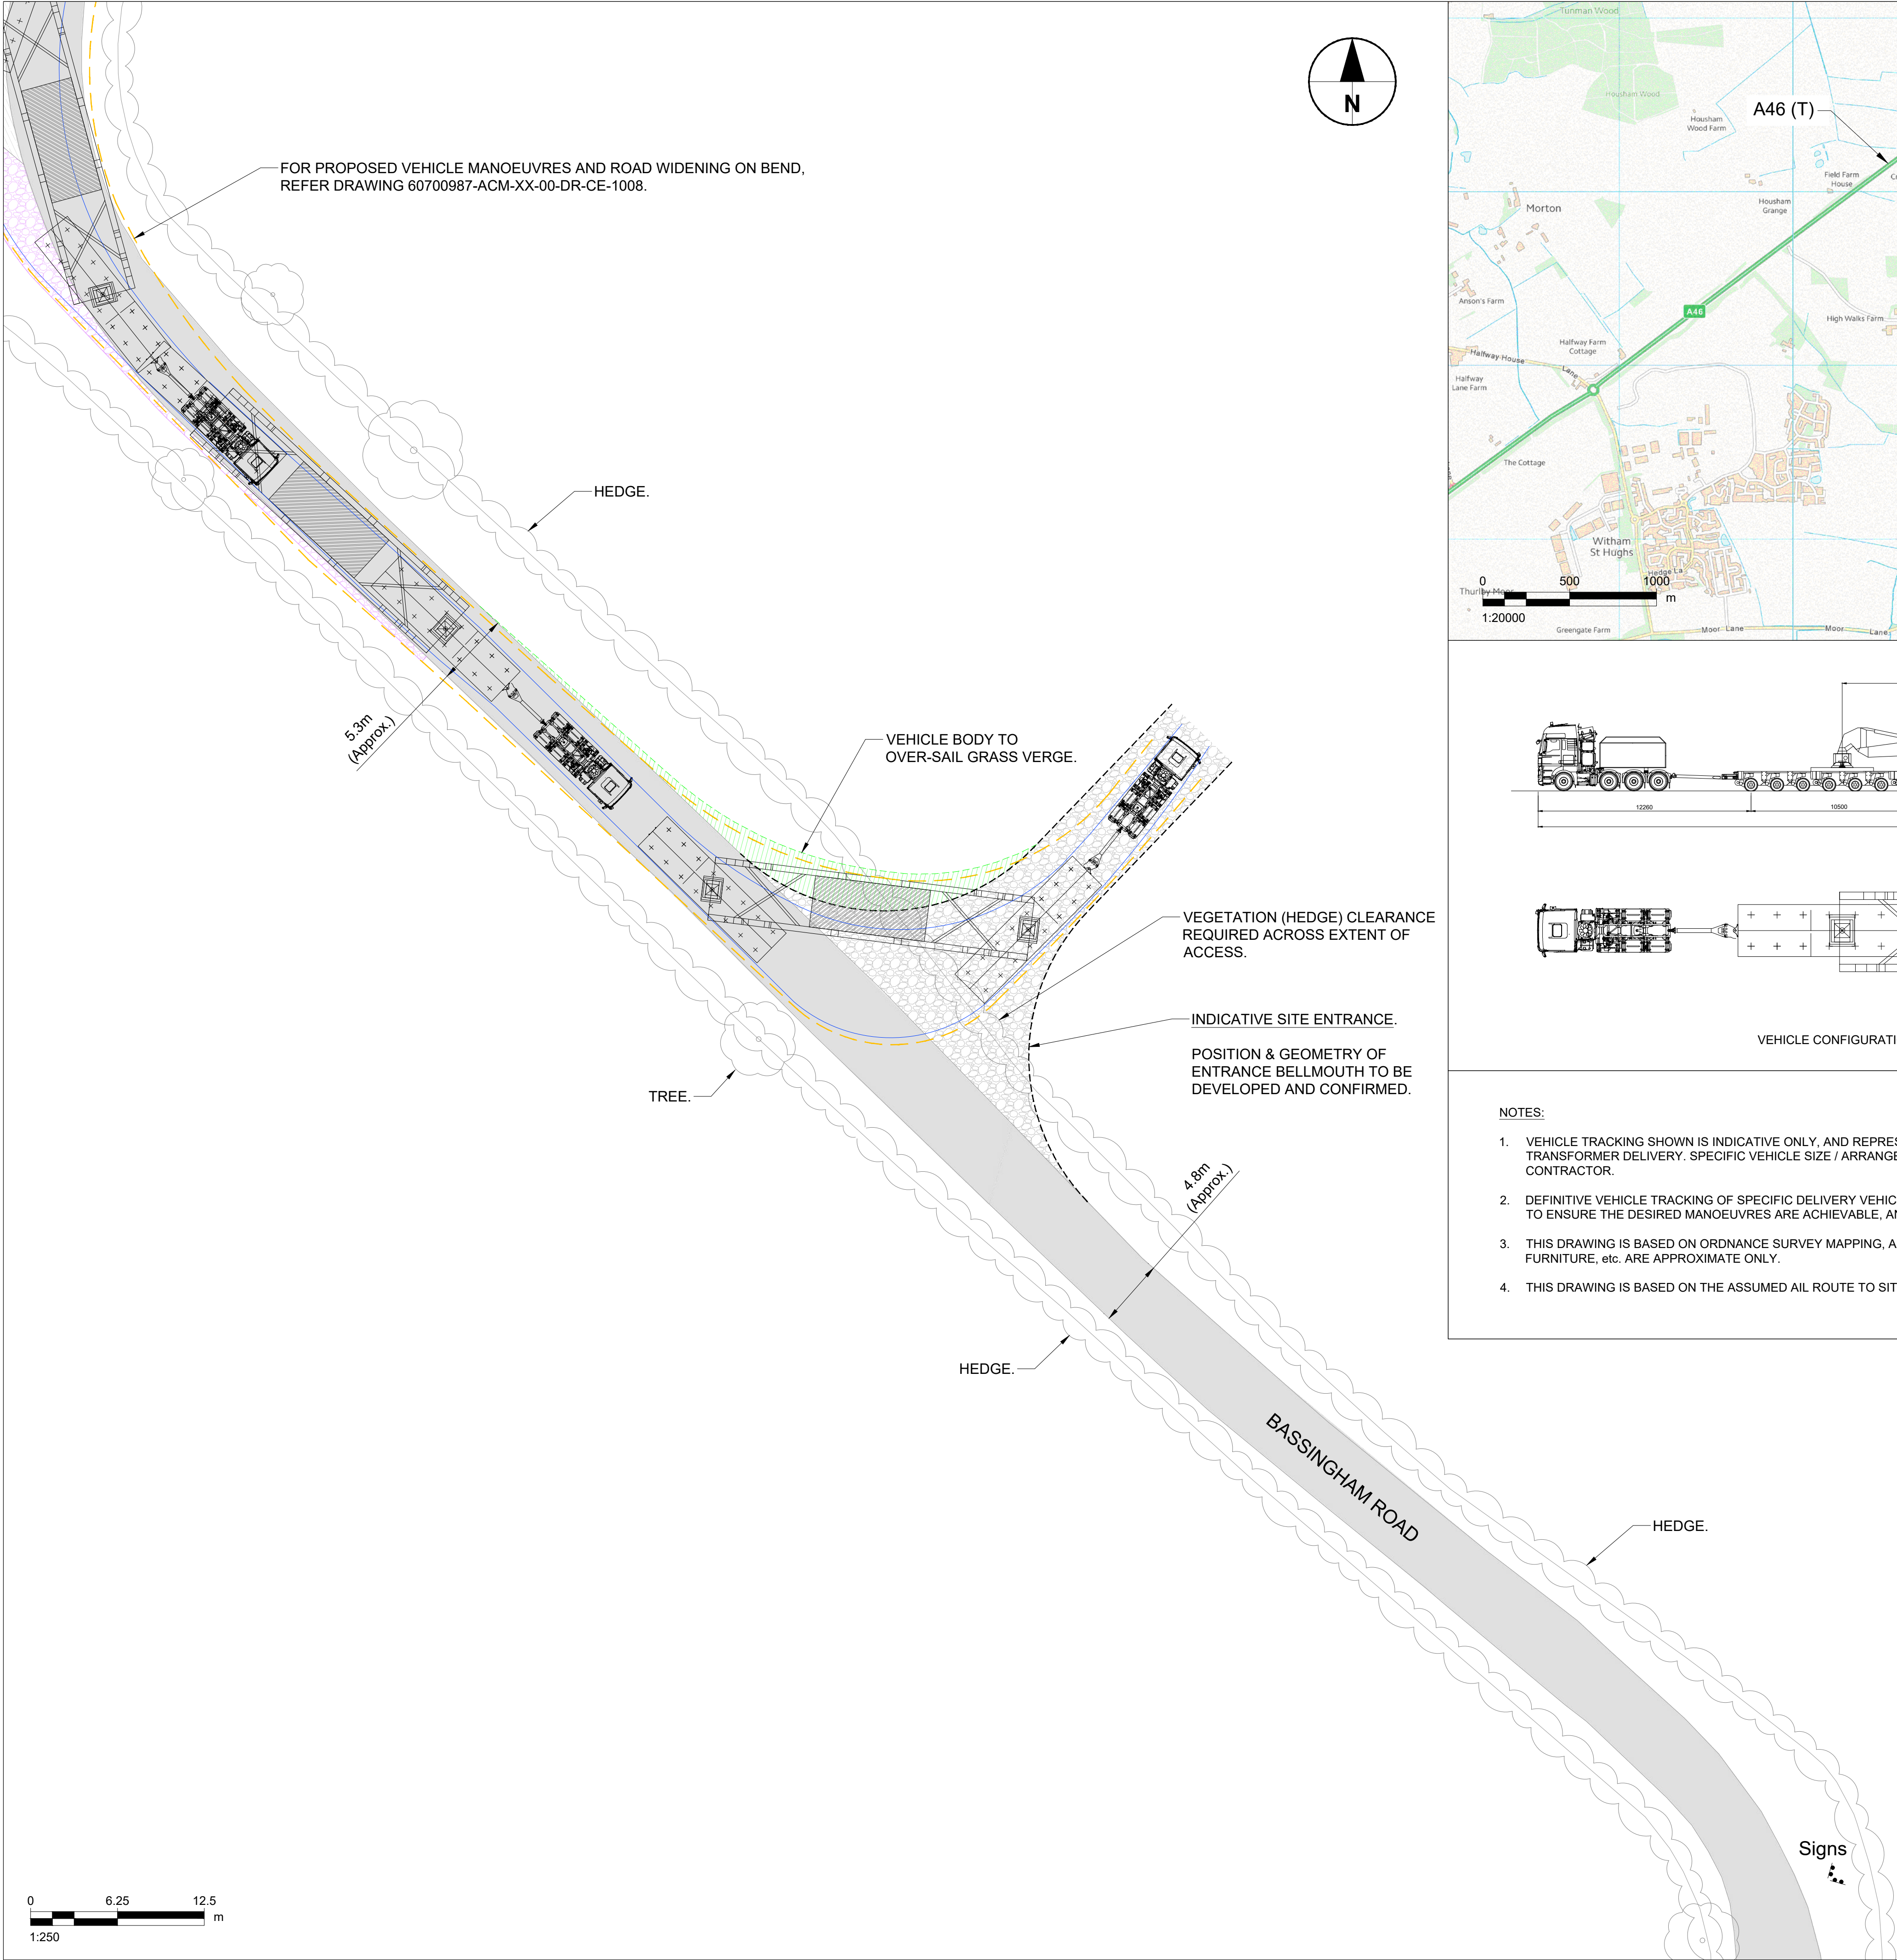 N
FOR PROPOSED VEHICLE MANOEUVRES AND ROAD WIDENING ON BEND,
REFER DRAWING 60700987-ACM-XX-00-DR-CE-1008.
HEDGE.
5.3m
(Approx.)
VEHICLE BODY TO
OVER-SAIL GRASS VERGE.
VEGETATION (HEDGE) CLEARANCE
REQUIRED ACROSS EXTENT OF
ACCESS.
INDICATIVE SITE ENTRANCE.
POSITION & GEOMETRY OF
ENTRANCE BELLMOUTH TO BE
DEVELOPED AND CONFIRMED.
TREE.
4.8m
(Approx.)
HEDGE.
BASSINGHAM ROAD
HEDGE.
Signs
0 6.25 12.5
m
1:250
Tunman Wood
Housham Wood
A46 (T)
Housham
Wood Farm
Field Farm
House
Housham
Grange
Morton
Anson's Farm
A46
High Walks Farm
Halfway Farm
Cottage
Halfway House
Lane
Halfway
Lane Farm
The Cottage
Witham
St Hughs
Hedge La
Thurlby Moor
0 500 1000
m
1:20000
Greengate Farm
Moor Lane
Moor Lane
12260
10500
VEHICLE CONFIGURATI
NOTES:
1. VEHICLE TRACKING SHOWN IS INDICATIVE ONLY, AND REPRES
TRANSFORMER DELIVERY. SPECIFIC VEHICLE SIZE / ARRANGE
CONTRACTOR.
2. DEFINITIVE VEHICLE TRACKING OF SPECIFIC DELIVERY VEHIC
TO ENSURE THE DESIRED MANOEUVRES ARE ACHIEVABLE, A
3. THIS DRAWING IS BASED ON ORDNANCE SURVEY MAPPING, A
FURNITURE, etc. ARE APPROXIMATE ONLY.
4. THIS DRAWING IS BASED ON THE ASSUMED AIL ROUTE TO SIT